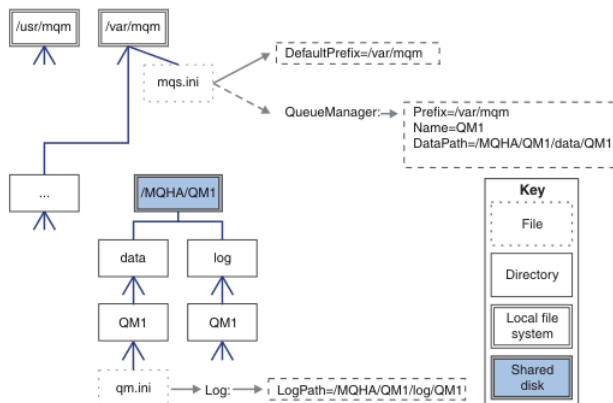 /usr/mqm
/var/mqm
mqs.ini
DefaultPrefix=/var/mqm
QueueManager:
Prefix=/var/mqm
Name=QM1
DataPath=/MQHA/QM1/data/QM1
...
/MQHA/QM1
data
log
QM1
QM1
qm.ini
Log:
LogPath=/MQHA/QM1/log/QM1
Key
File
Directory
Local file
system
Shared
disk